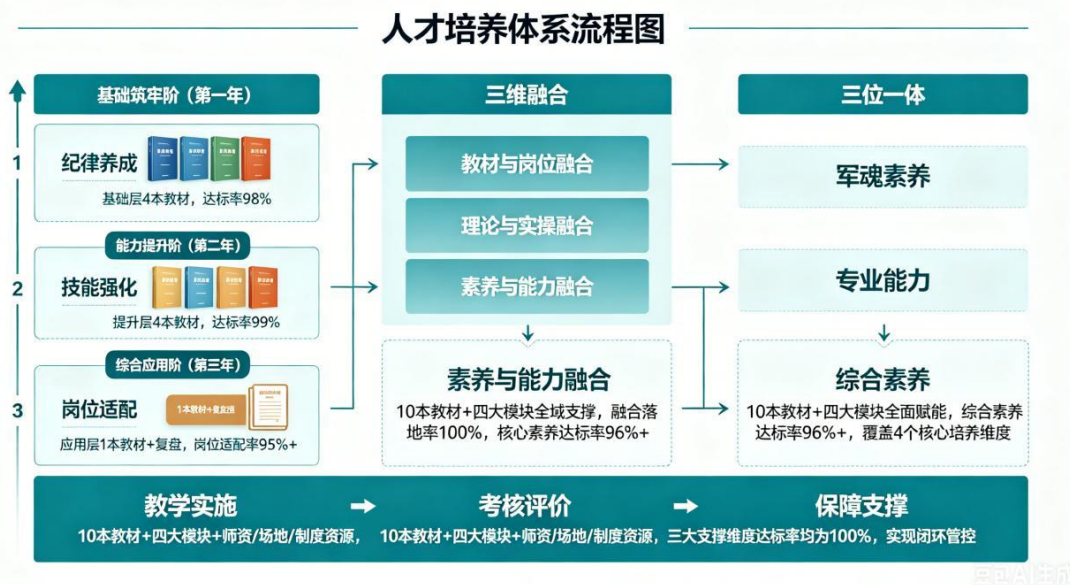 人才培养体系流程图
基础筑牢阶（第一年）
1
纪律养成
基础层4本教材，达标率98%
能力提升阶（第二年）
2
技能强化
提升层4本教材，达标率99%
综合应用阶（第三年）
3
岗位适配
1本教材+复盘
应用层1本教材+复盘，岗位适配率95%+
三维融合
教材与岗位融合
理论与实操融合
素养与能力融合
素养与能力融合
10本教材+四大模块全域支撑，融合落
地率100%，核心素养达标率96%+
三位一体
军魂素养
专业能力
综合素养
10本教材+四大模块全面赋能，综合素养
达标率96%+，覆盖4个核心培养维度
教学实施
10本教材+四大模块+师资/场地/制度资源，
考核评价
保障支撑
10本教材+四大模块+师资/场地/制度资源，三大支撑维度达标率均为100%，实现闭环管控
豆包AI生成